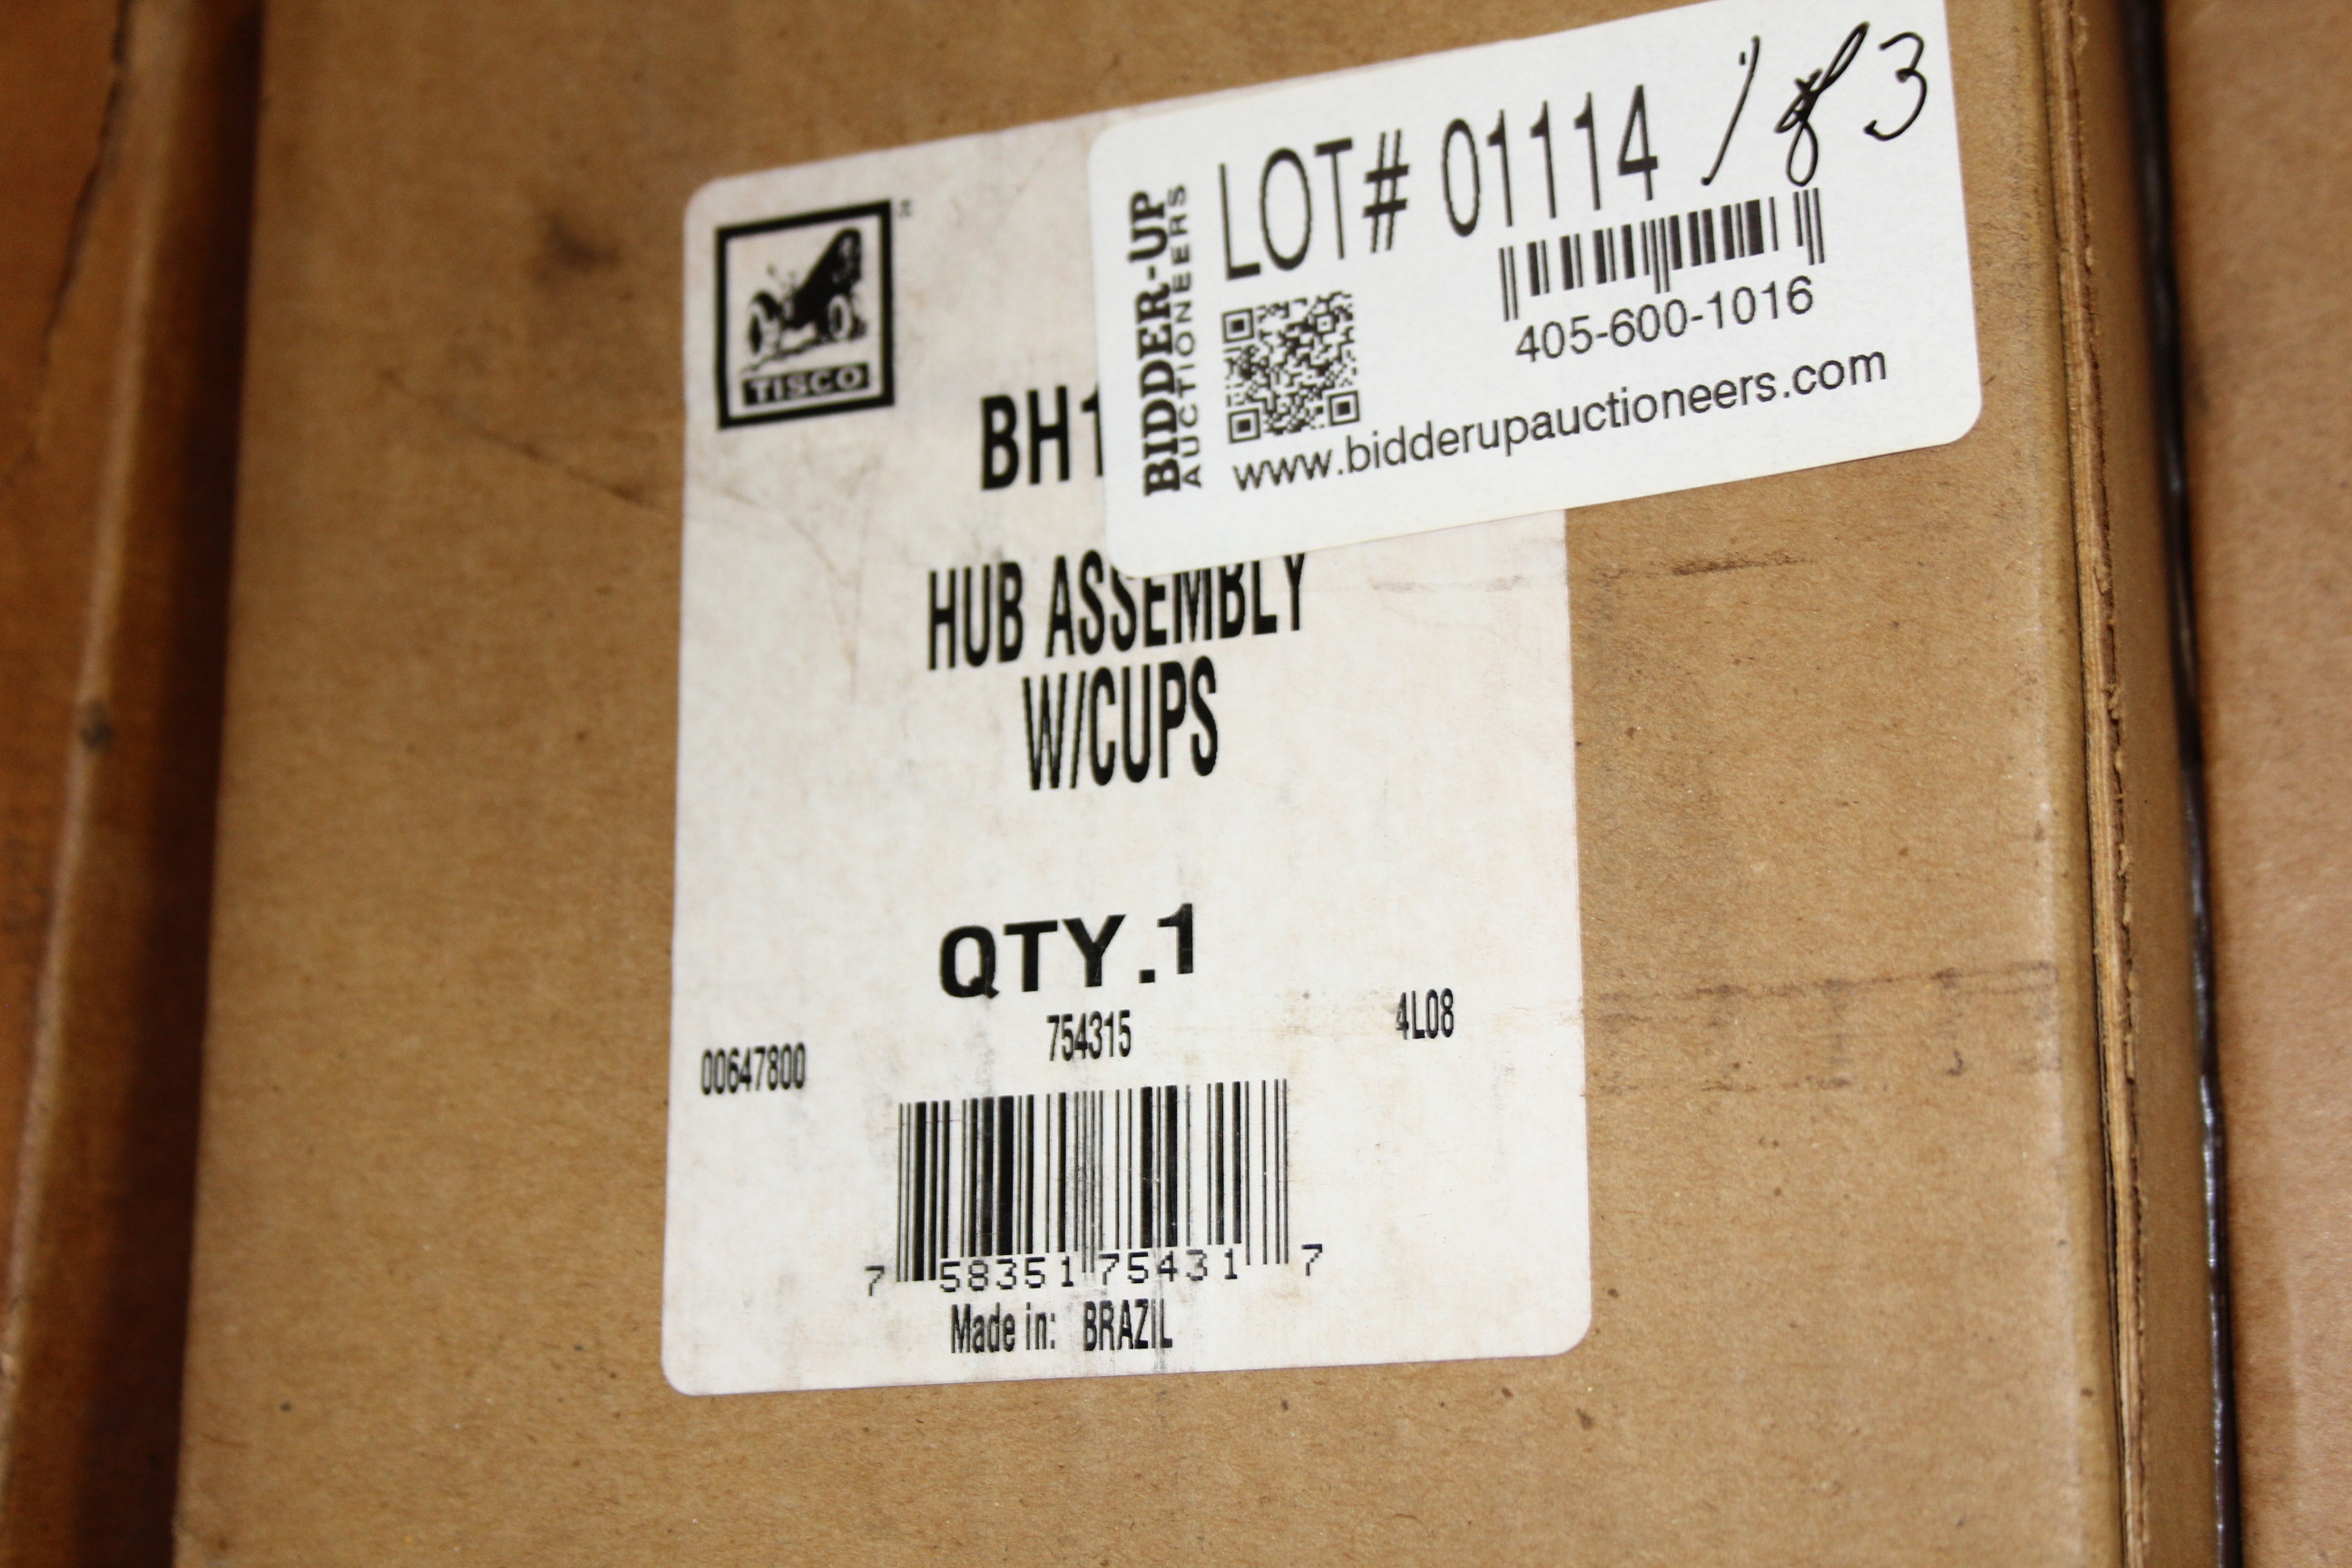 LOT# 01114 1 of 3
BIDDER-UP
AUCTIONEERS
405-600-1016
www.bidderupauctioneers.com
TISCO
BH1
HUB ASSEMBLY
W/CUPS
QTY.1
754315
4L08
00647800
7 58351 75431 7
Made in: BRAZIL